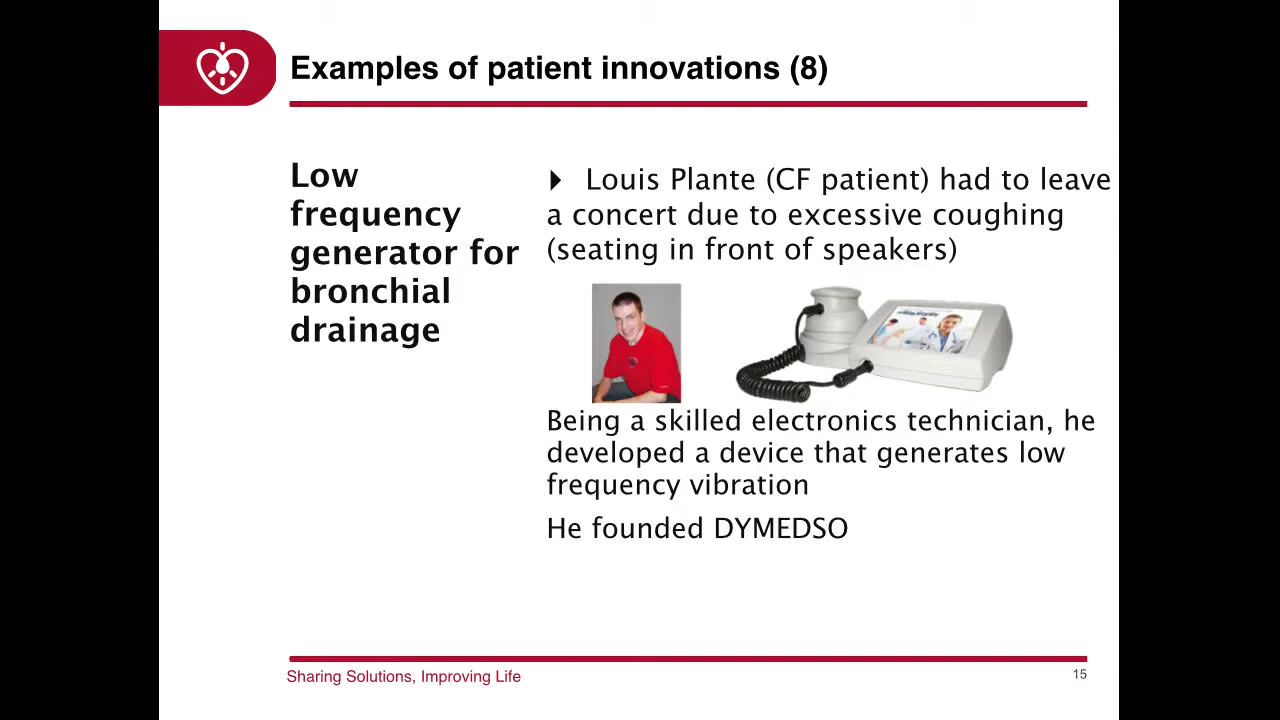 Examples of patient innovations (8)
Low
frequency
generator for
bronchial
drainage
Louis Plante (CF patient) had to leave
a concert due to excessive coughing
(seating in front of speakers)
Being a skilled electronics technician, he
developed a device that generates low
frequency vibration
He founded DYMEDSO
Sharing Solutions, Improving Life
15